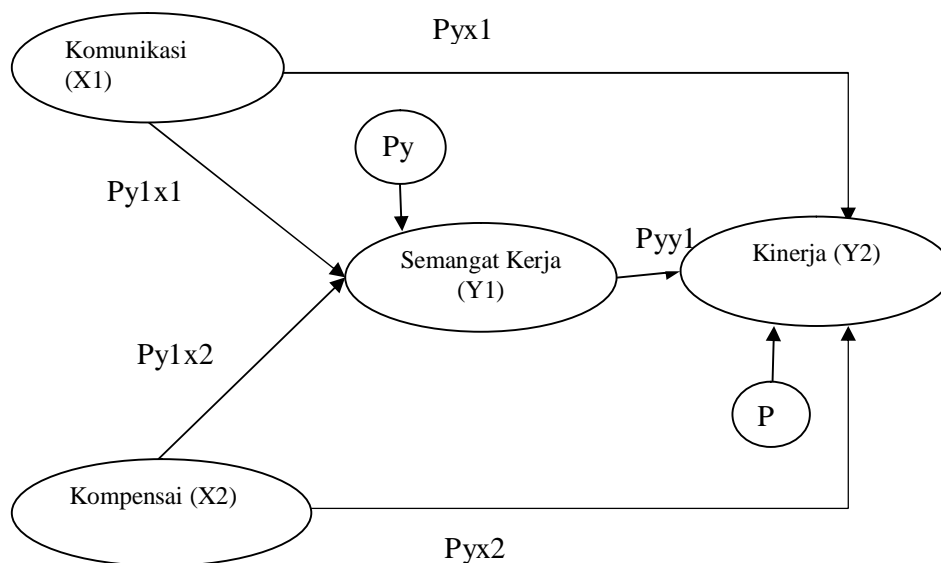 Pyx1
Komunikasi
(X1)
Py
Py1x1
Pyy1
Semangat Kerja
(Y1)
Kinerja (Y2)
Py1x2
P
Kompensai (X2)
Pyx2